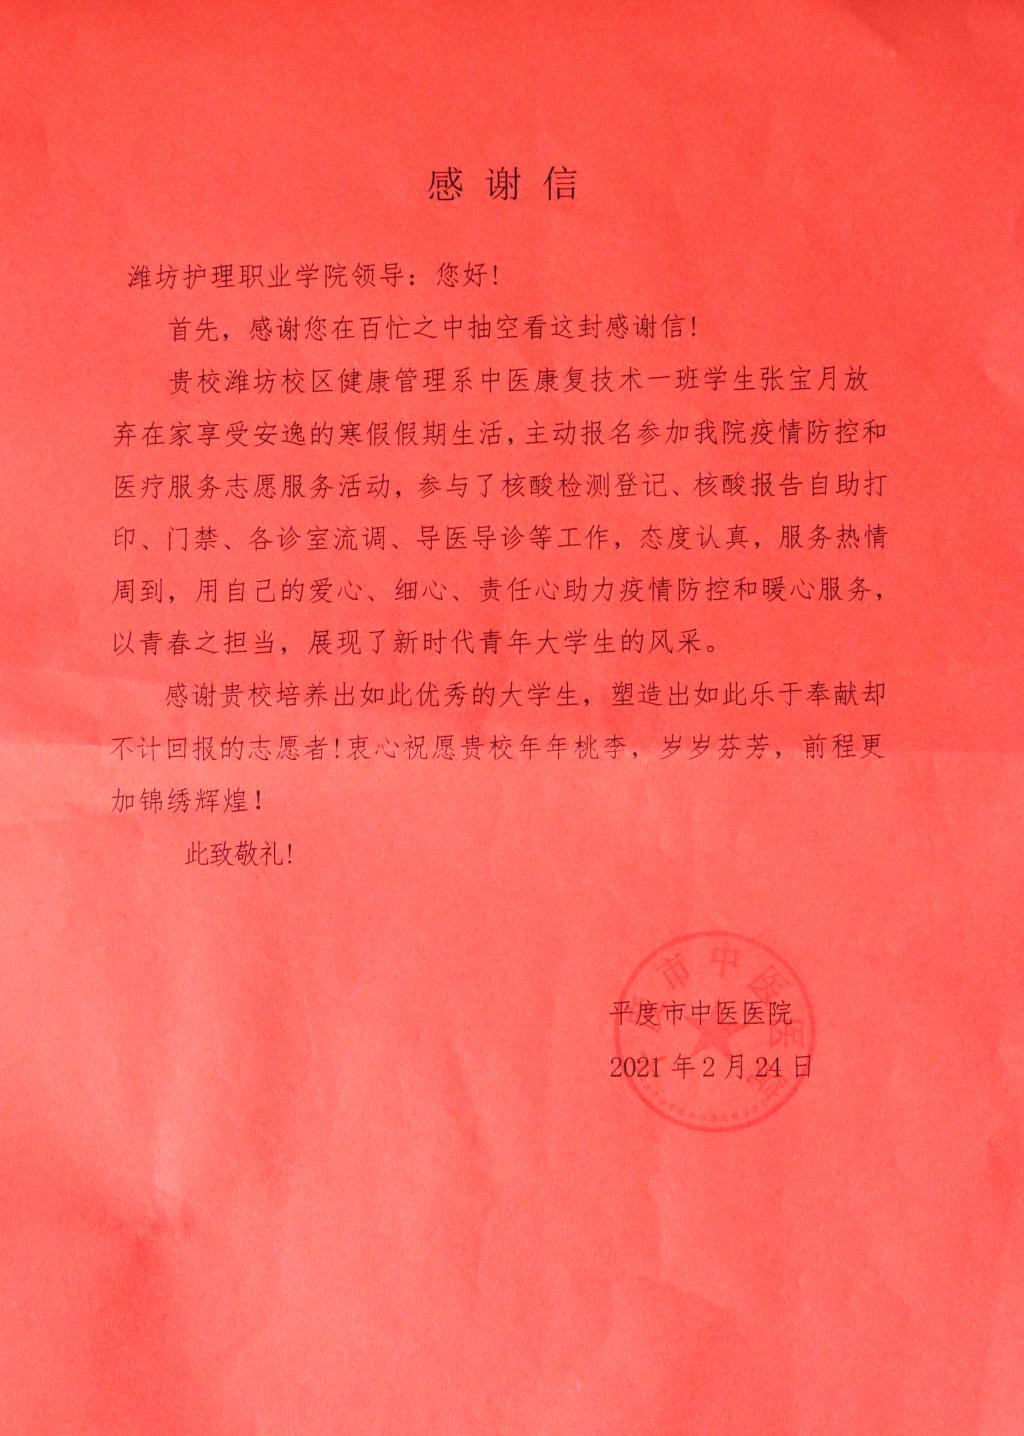 感谢信
潍坊护理职业学院领导：您好！
首先，感谢您在百忙之中抽空看这封感谢信！
贵校潍坊校区健康管理系中医康复技术一班学生张宝月放
弃在家享受安逸的寒假假期生活，主动报名参加我院疫情防控和
医疗服务志愿服务活动，参与了核酸检测登记、核酸报告自助打
印、门禁、各诊室流调、导医导诊等工作，态度认真，服务热情
周到，用自己的爱心、细心、责任心助力疫情防控和暖心服务，
以青春之担当，展现了新时代青年大学生的风采。
感谢贵校培养出如此优秀的大学生，塑造出如此乐于奉献却
不计回报的志愿者！衷心祝愿贵校年年桃李，岁岁芬芳，前程更
加锦绣辉煌！
此致敬礼！
市中医医院
平度市中医医院
2021年2月24日